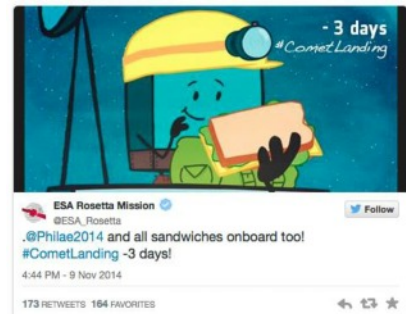 - 3 days
#CometLanding
ESA Rosetta Mission
@ESA_Rosetta
Follow
.@Philae2014 and all sandwiches onboard too!
#CometLanding -3 days!
4:44 PM - 9 Nov 2014
173 RETWEETS 164 FAVORITES